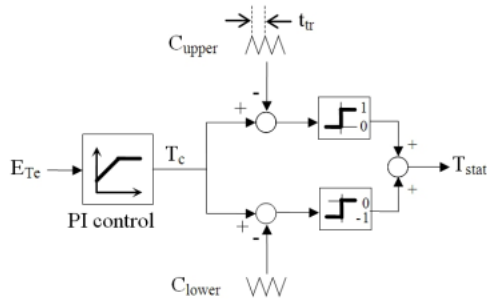 t_tr
C_upper
-
+
1
0
+
E_Te
T_c
T_stat
PI control
+
+
-
0
-1
C_lower